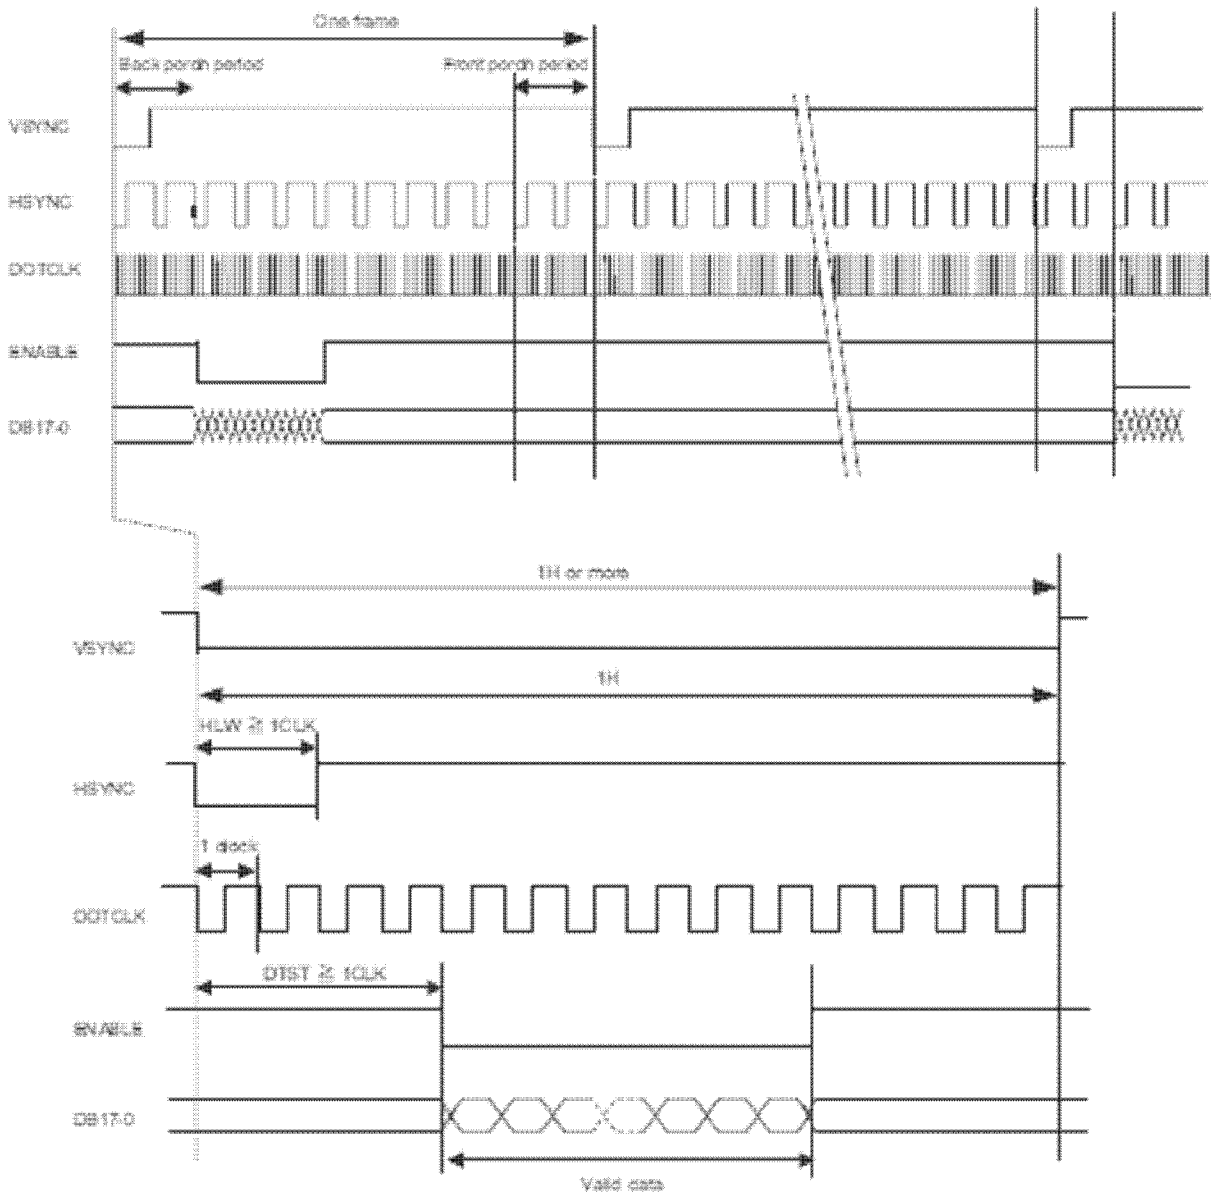 One frame
Back porch period
Front porch period
VSYNC
HSYNC
DOTCLK
ENABLE
DB17-0
1H or more
VSYNC
1H
HLW ≧ 1CLK
HSYNC
1 clock
DOTCLK
DTST ≧ 1CLK
ENABLE
DB17-0
Valid data